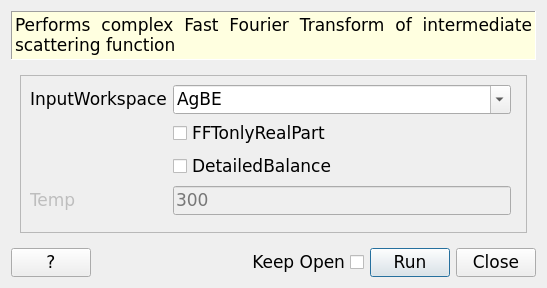 Performs complex Fast Fourier Transform of intermediate
scattering function
InputWorkspace AgBE
FFTonlyRealPart
DetailedBalance
Temp 300
? Keep Open Run Close